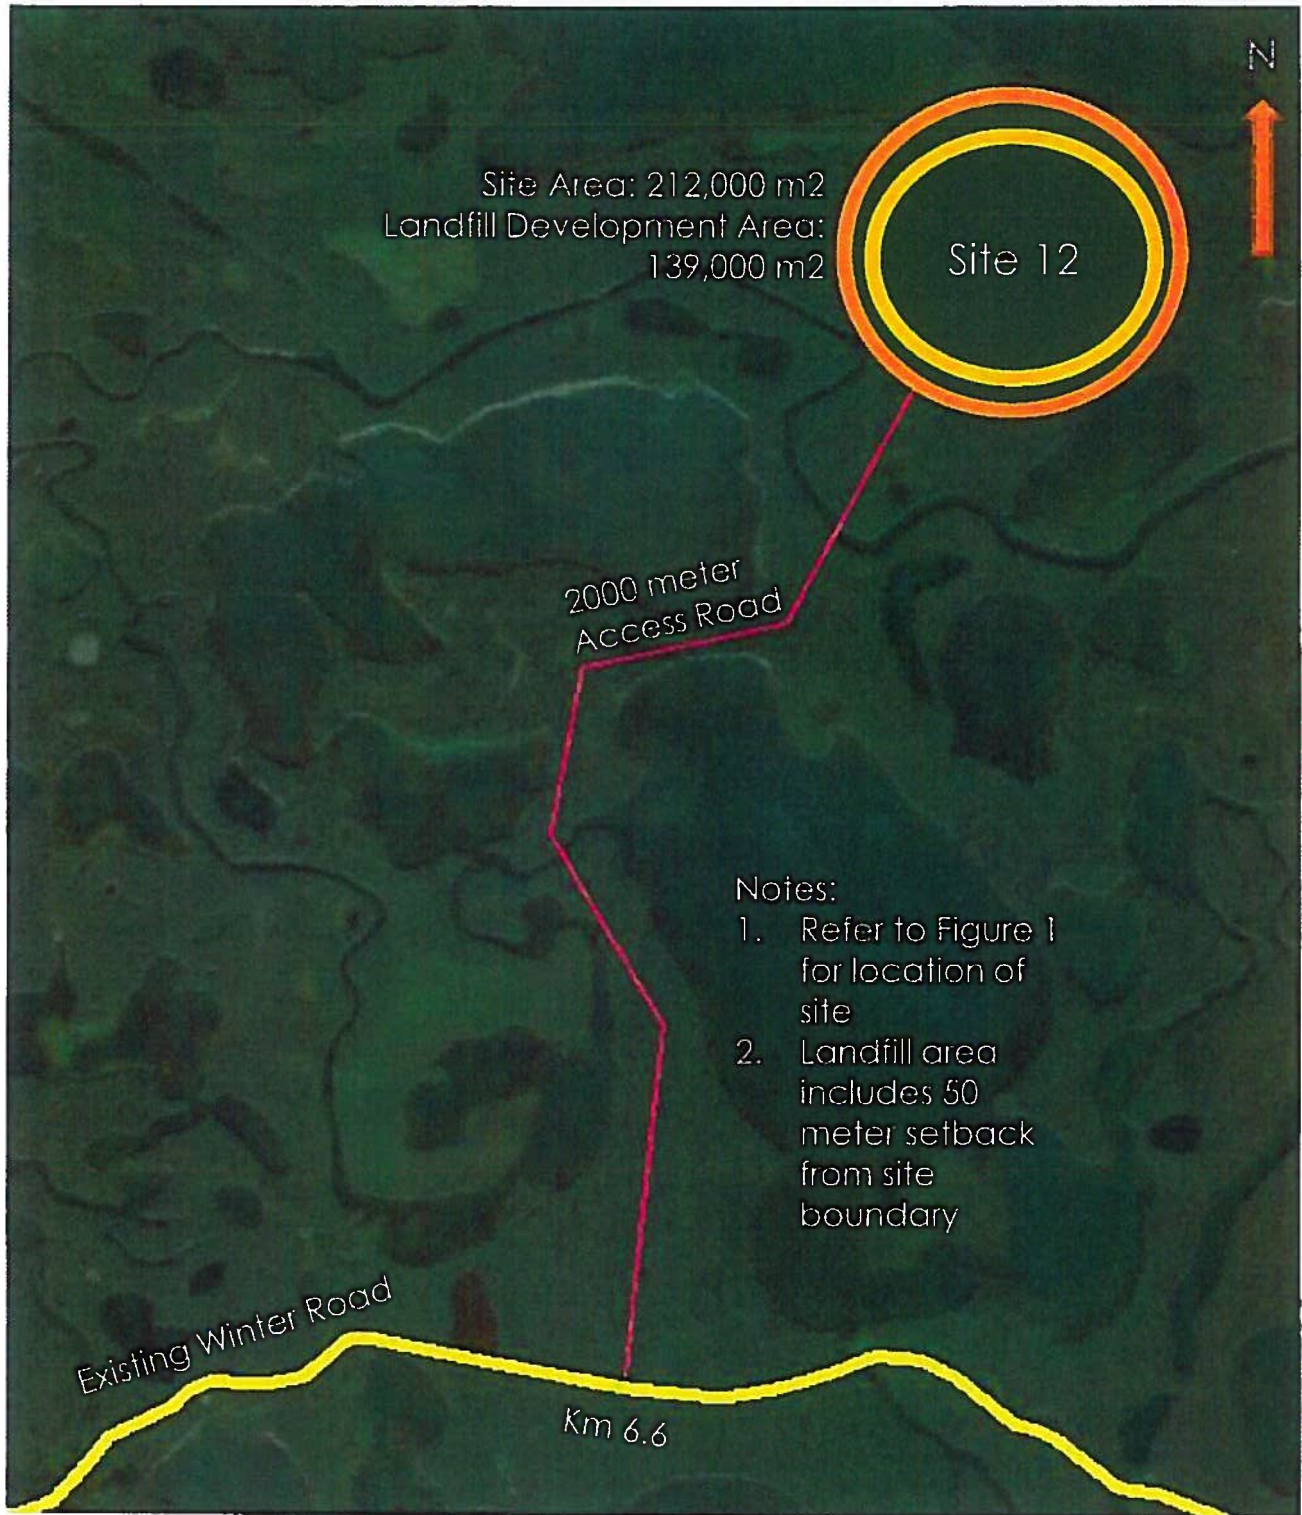 N
Site Area: 212,000 m2
Landfill Development Area:
139,000 m2
Site 12
2000 meter
Access Road
Notes:
1. Refer to Figure 1
for location of
site
2. Landfill area
includes 50
meter setback
from site
boundary
Existing Winter Road
Km 6.6